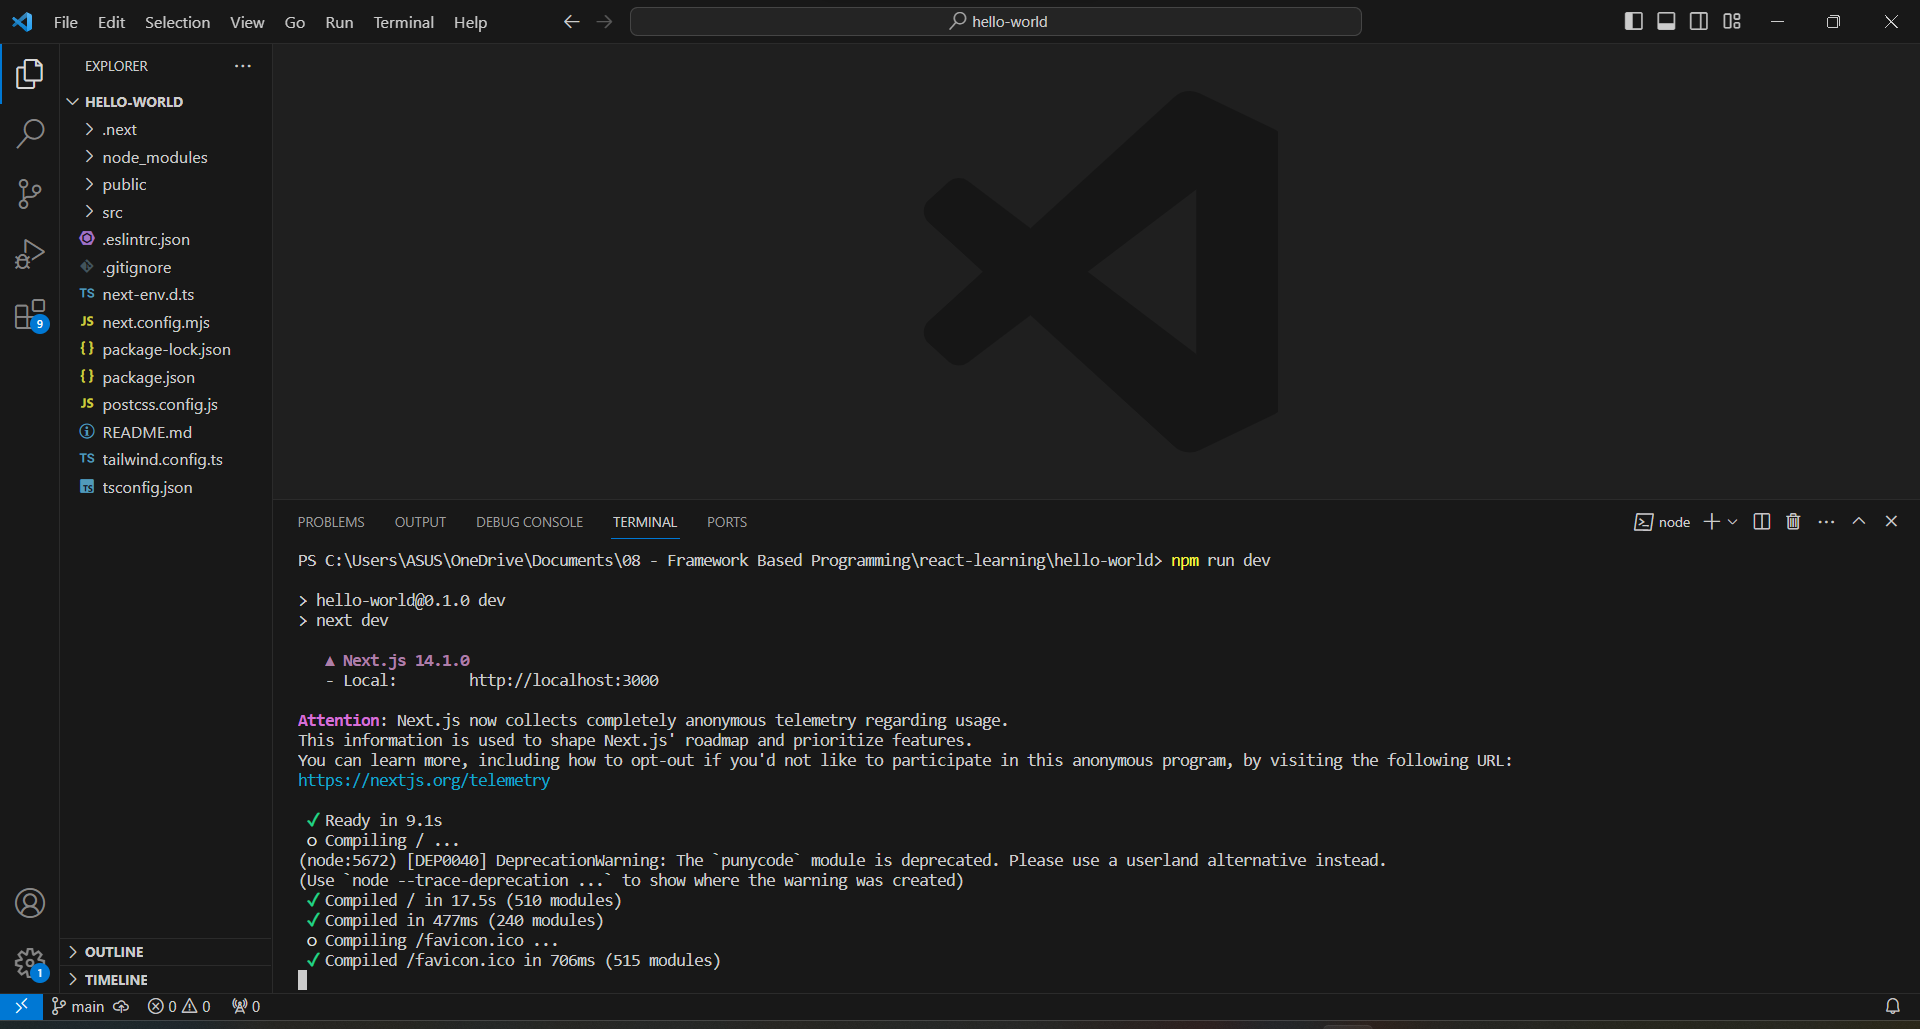 File Edit Selection View Go Run Terminal Help
hello-world
EXPLORER
HELLO-WORLD
.next
node_modules
public
src
.eslintrc.json
.gitignore
TS next-env.d.ts
JS next.config.mjs
{} package-lock.json
{} package.json
JS postcss.config.js
README.md
TS tailwind.config.ts
TS tsconfig.json
9
OUTLINE
TIMELINE
1
PROBLEMS OUTPUT DEBUG CONSOLE TERMINAL PORTS
node
PS C:\Users\ASUS\OneDrive\Documents\08 - Framework Based Programming\react-learning\hello-world> npm run dev
> hello-world@0.1.0 dev
> next dev
▲ Next.js 14.1.0
- Local: http://localhost:3000
Attention: Next.js now collects completely anonymous telemetry regarding usage.
This information is used to shape Next.js' roadmap and prioritize features.
You can learn more, including how to opt-out if you'd not like to participate in this anonymous program, by visiting the following URL:
https://nextjs.org/telemetry
✓ Ready in 9.1s
○ Compiling / ...
(node:5672) [DEP0040] DeprecationWarning: The `punycode` module is deprecated. Please use a userland alternative instead.
(Use `node --trace-deprecation ...` to show where the warning was created)
✓ Compiled / in 17.5s (510 modules)
✓ Compiled in 477ms (240 modules)
○ Compiling /favicon.ico ...
✓ Compiled /favicon.ico in 706ms (515 modules)
main 0 0 0